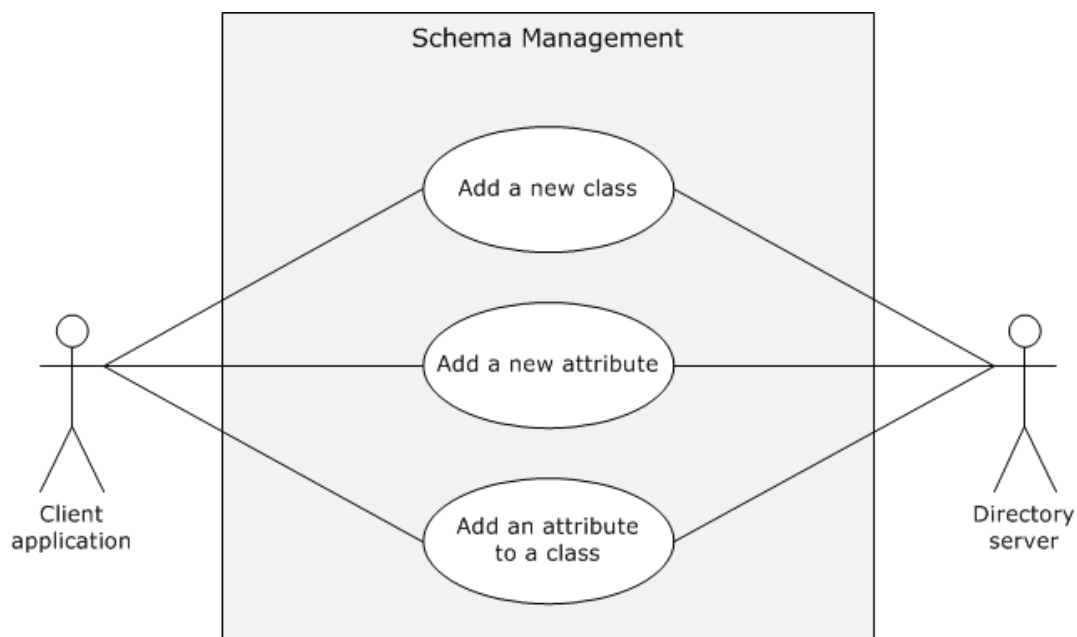 Schema Management
Add a new class
Add a new attribute
Add an attribute
to a class
Client
application
Directory
server